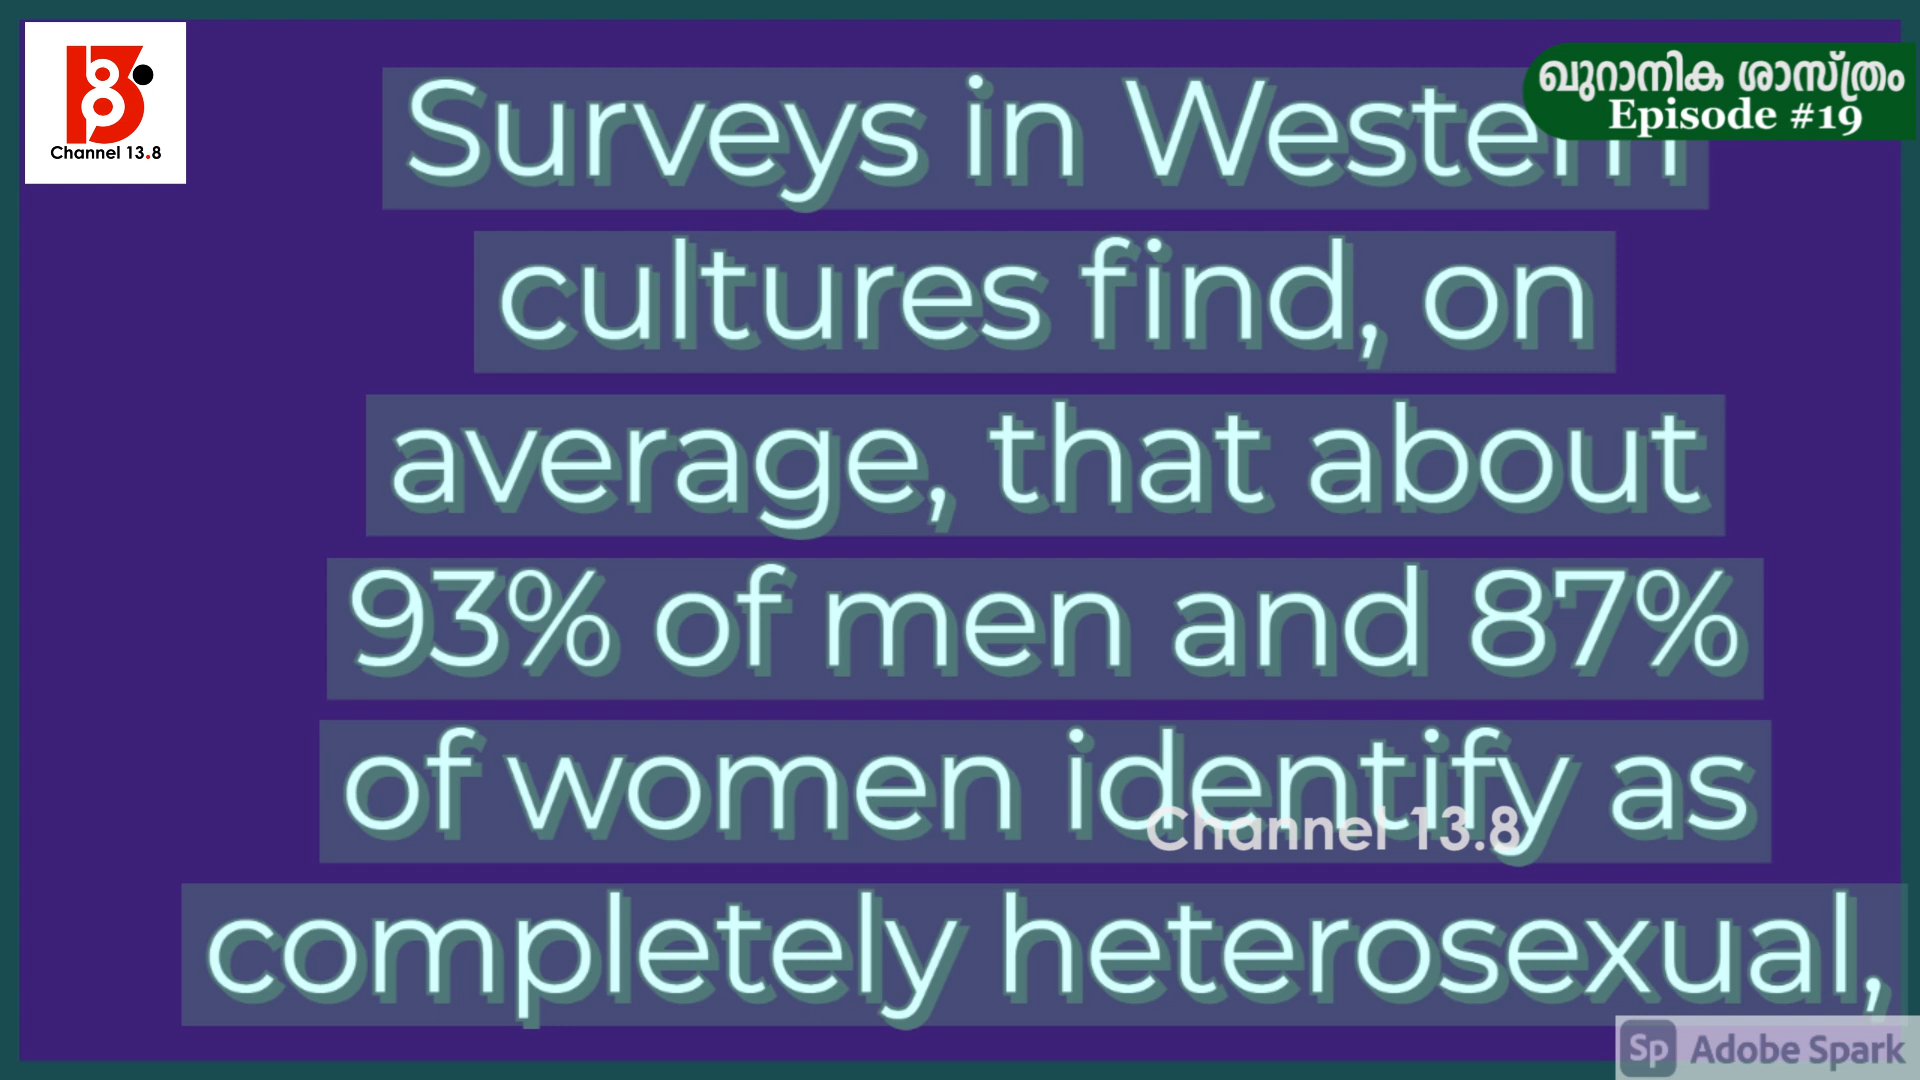 Channel 13.8
ഖുറാനിക ശാസ്ത്രം
Episode #19
Surveys in Western
cultures find, on
average, that about
93% of men and 87%
of women identify as
Channel 13.8
completely heterosexual,
Sp Adobe Spark